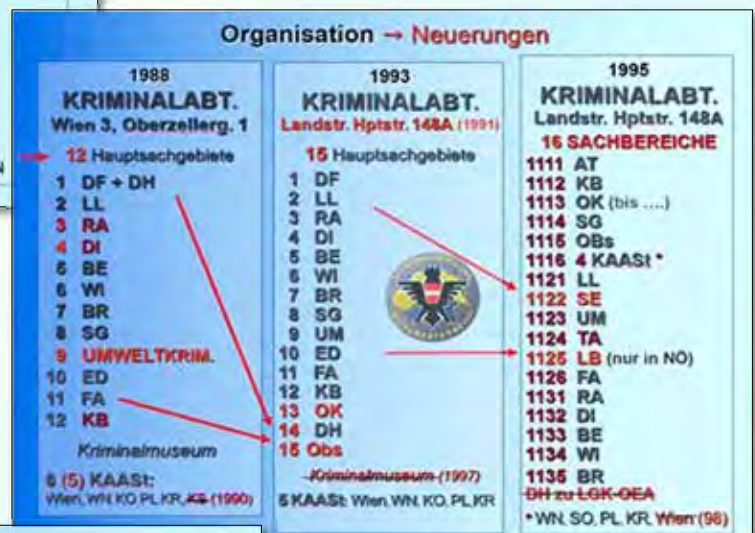 Organisation → Neuerungen
1988
KRIMINALABT.
Wien 3, Oberzellerg. 1
12 Hauptsachgebiete
1 DF + DH
2 LL
3 RA
4 DI
5 BE
6 WI
7 BR
8 SG
9 UMWELTKRIM.
10 ED
11 FA
12 KB
Kriminalmuseum
6 (5) KAASt:
Wien, WN, KO, PL, KR, KS (1990)
1993
KRIMINALABT.
Landstr. Hptstr. 148A (1991)
15 Hauptsachgebiete
1 DF
2 LL
3 RA
4 DI
5 BE
6 WI
7 BR
8 SG
9 UM
10 ED
11 FA
12 KB
13 OK
14 DH
15 Obs
Kriminalmuseum (1997)
5 KAASt: Wien, WN, KO, PL, KR
1995
KRIMINALABT.
Landstr. Hptstr. 148A
16 SACHBEREICHE
1111 AT
1112 KB
1113 OK (bis ....)
1114 SG
1115 OBs
1116 4 KAASt *
1121 LL
1122 SE
1123 UM
1124 TA
1125 LB (nur in NÖ)
1126 FA
1131 RA
1132 DI
1133 BE
1134 WI
1135 BR
DH zu LGK-OEA
* WN, SO, PL, KR, Wien (98)